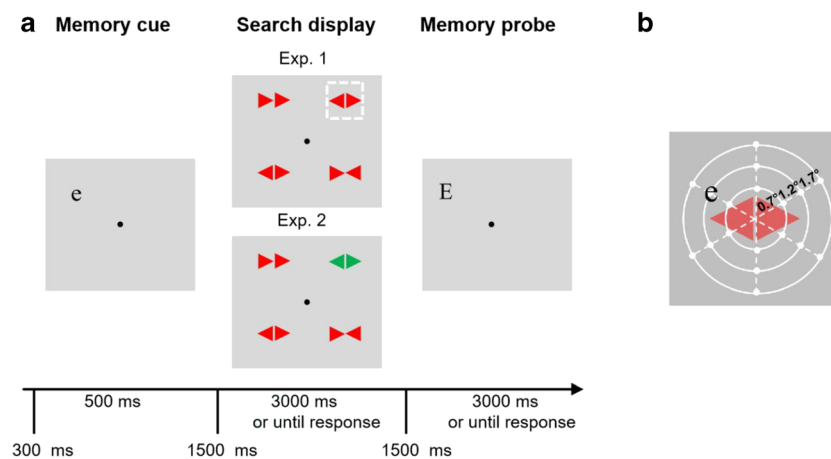 a
Memory cue
Search display
Memory probe
b
Exp. 1
e
E
e
0.7°1.2°1.7°
Exp. 2
500 ms
3000 ms
or until response
3000 ms
or until response
300 ms
1500 ms
1500 ms